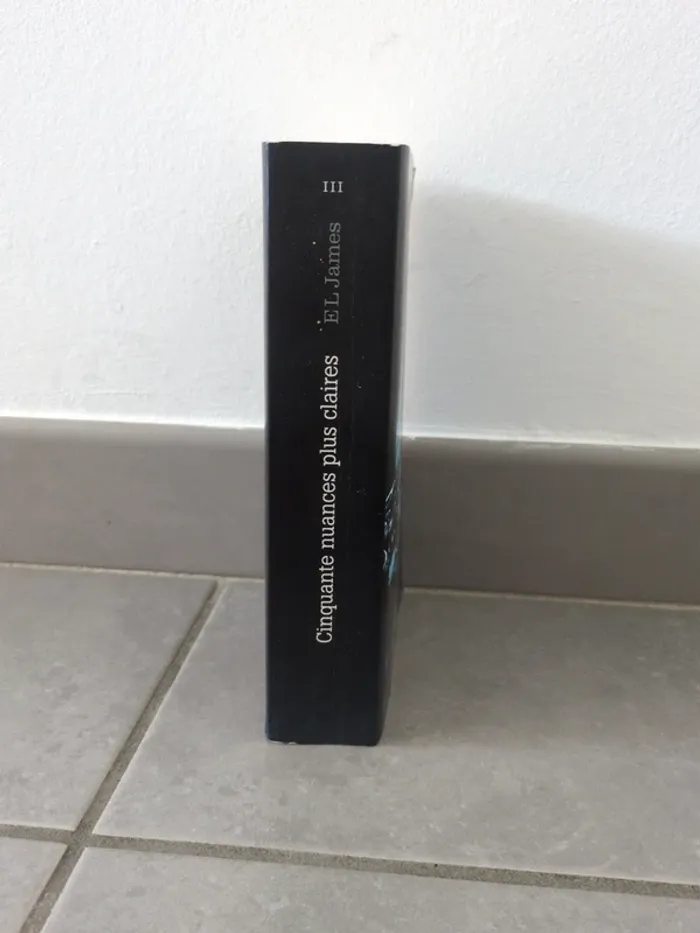 III
E L James
Cinquante nuances plus claires